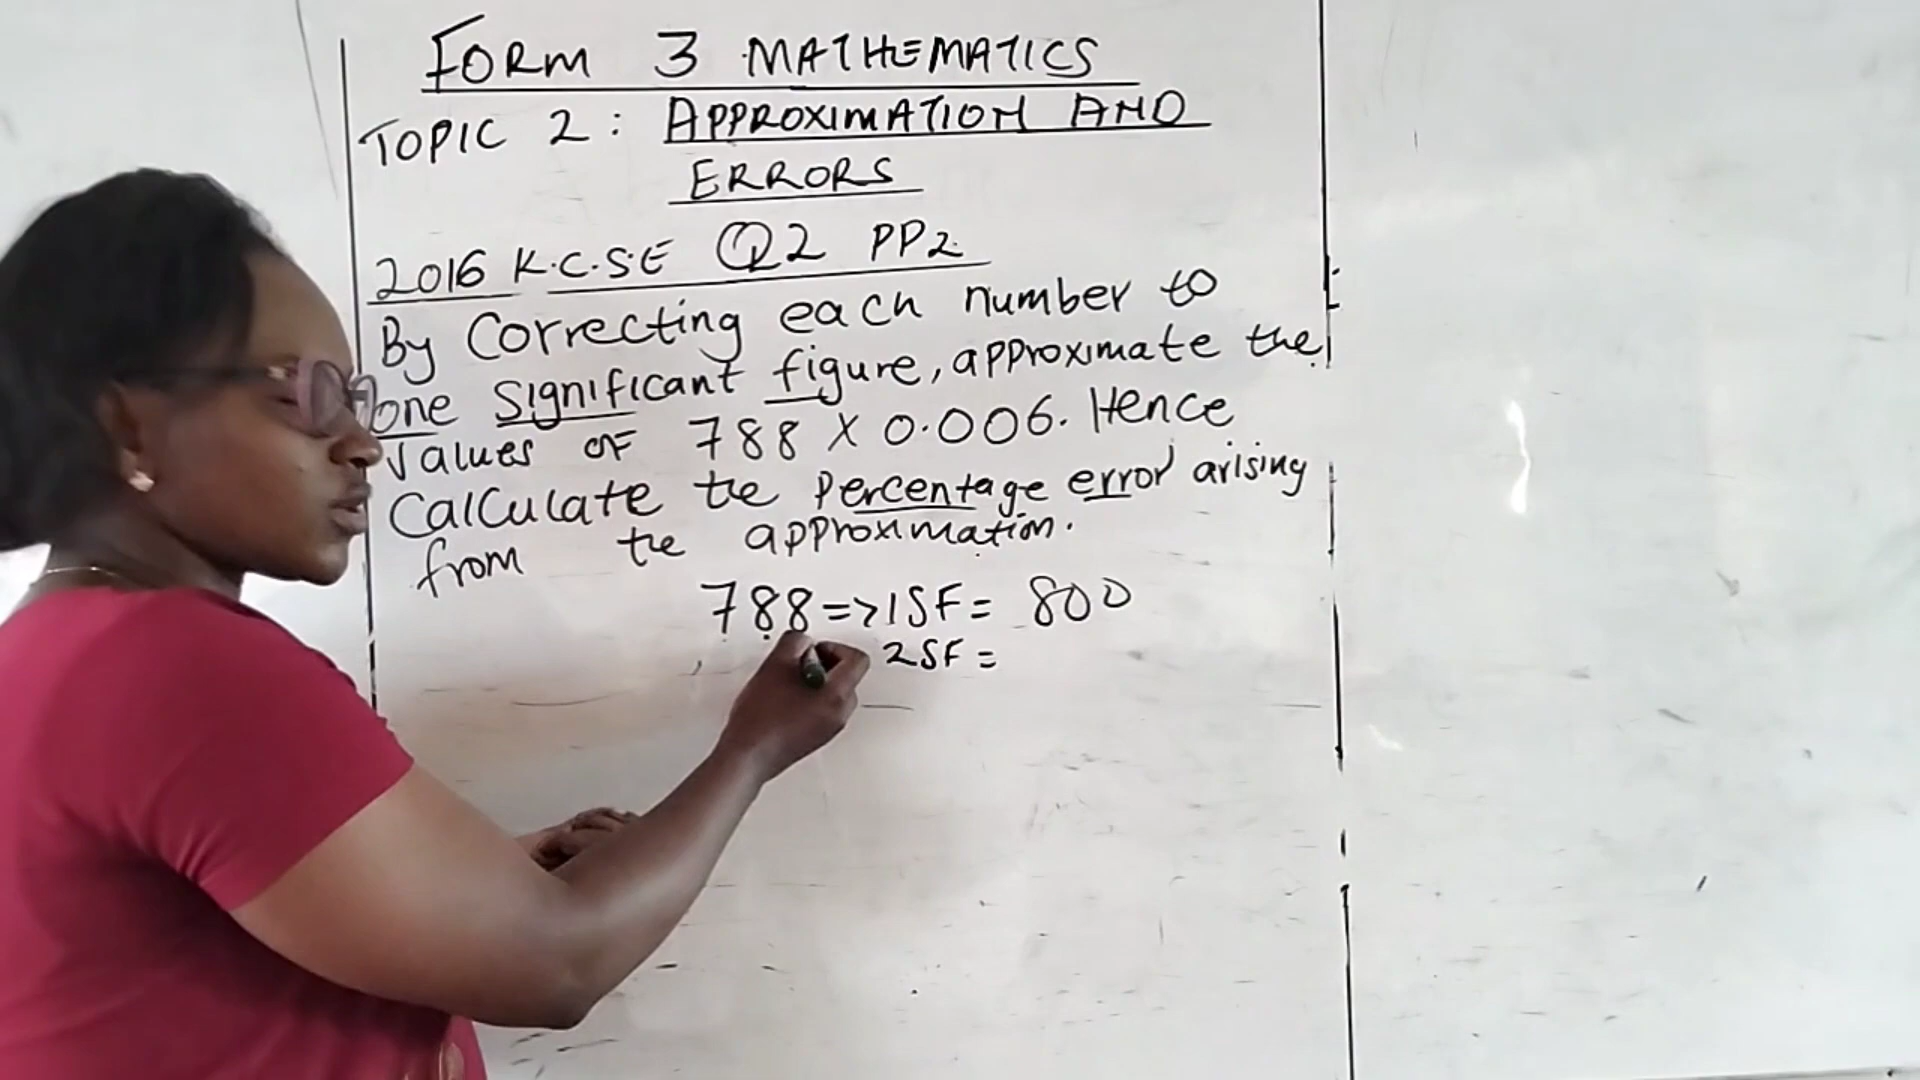 FORM 3 MATHEMATICS
TOPIC 2: APPROXIMATION AND
ERRORS
2016 K.C.S.E Q2 PP2.
By Correcting each number to
one significant figure, approximate the
values of 788 X 0.006. Hence
Calculate the percentage error arising
from the approximation.
788 => 1SF = 800
2SF =